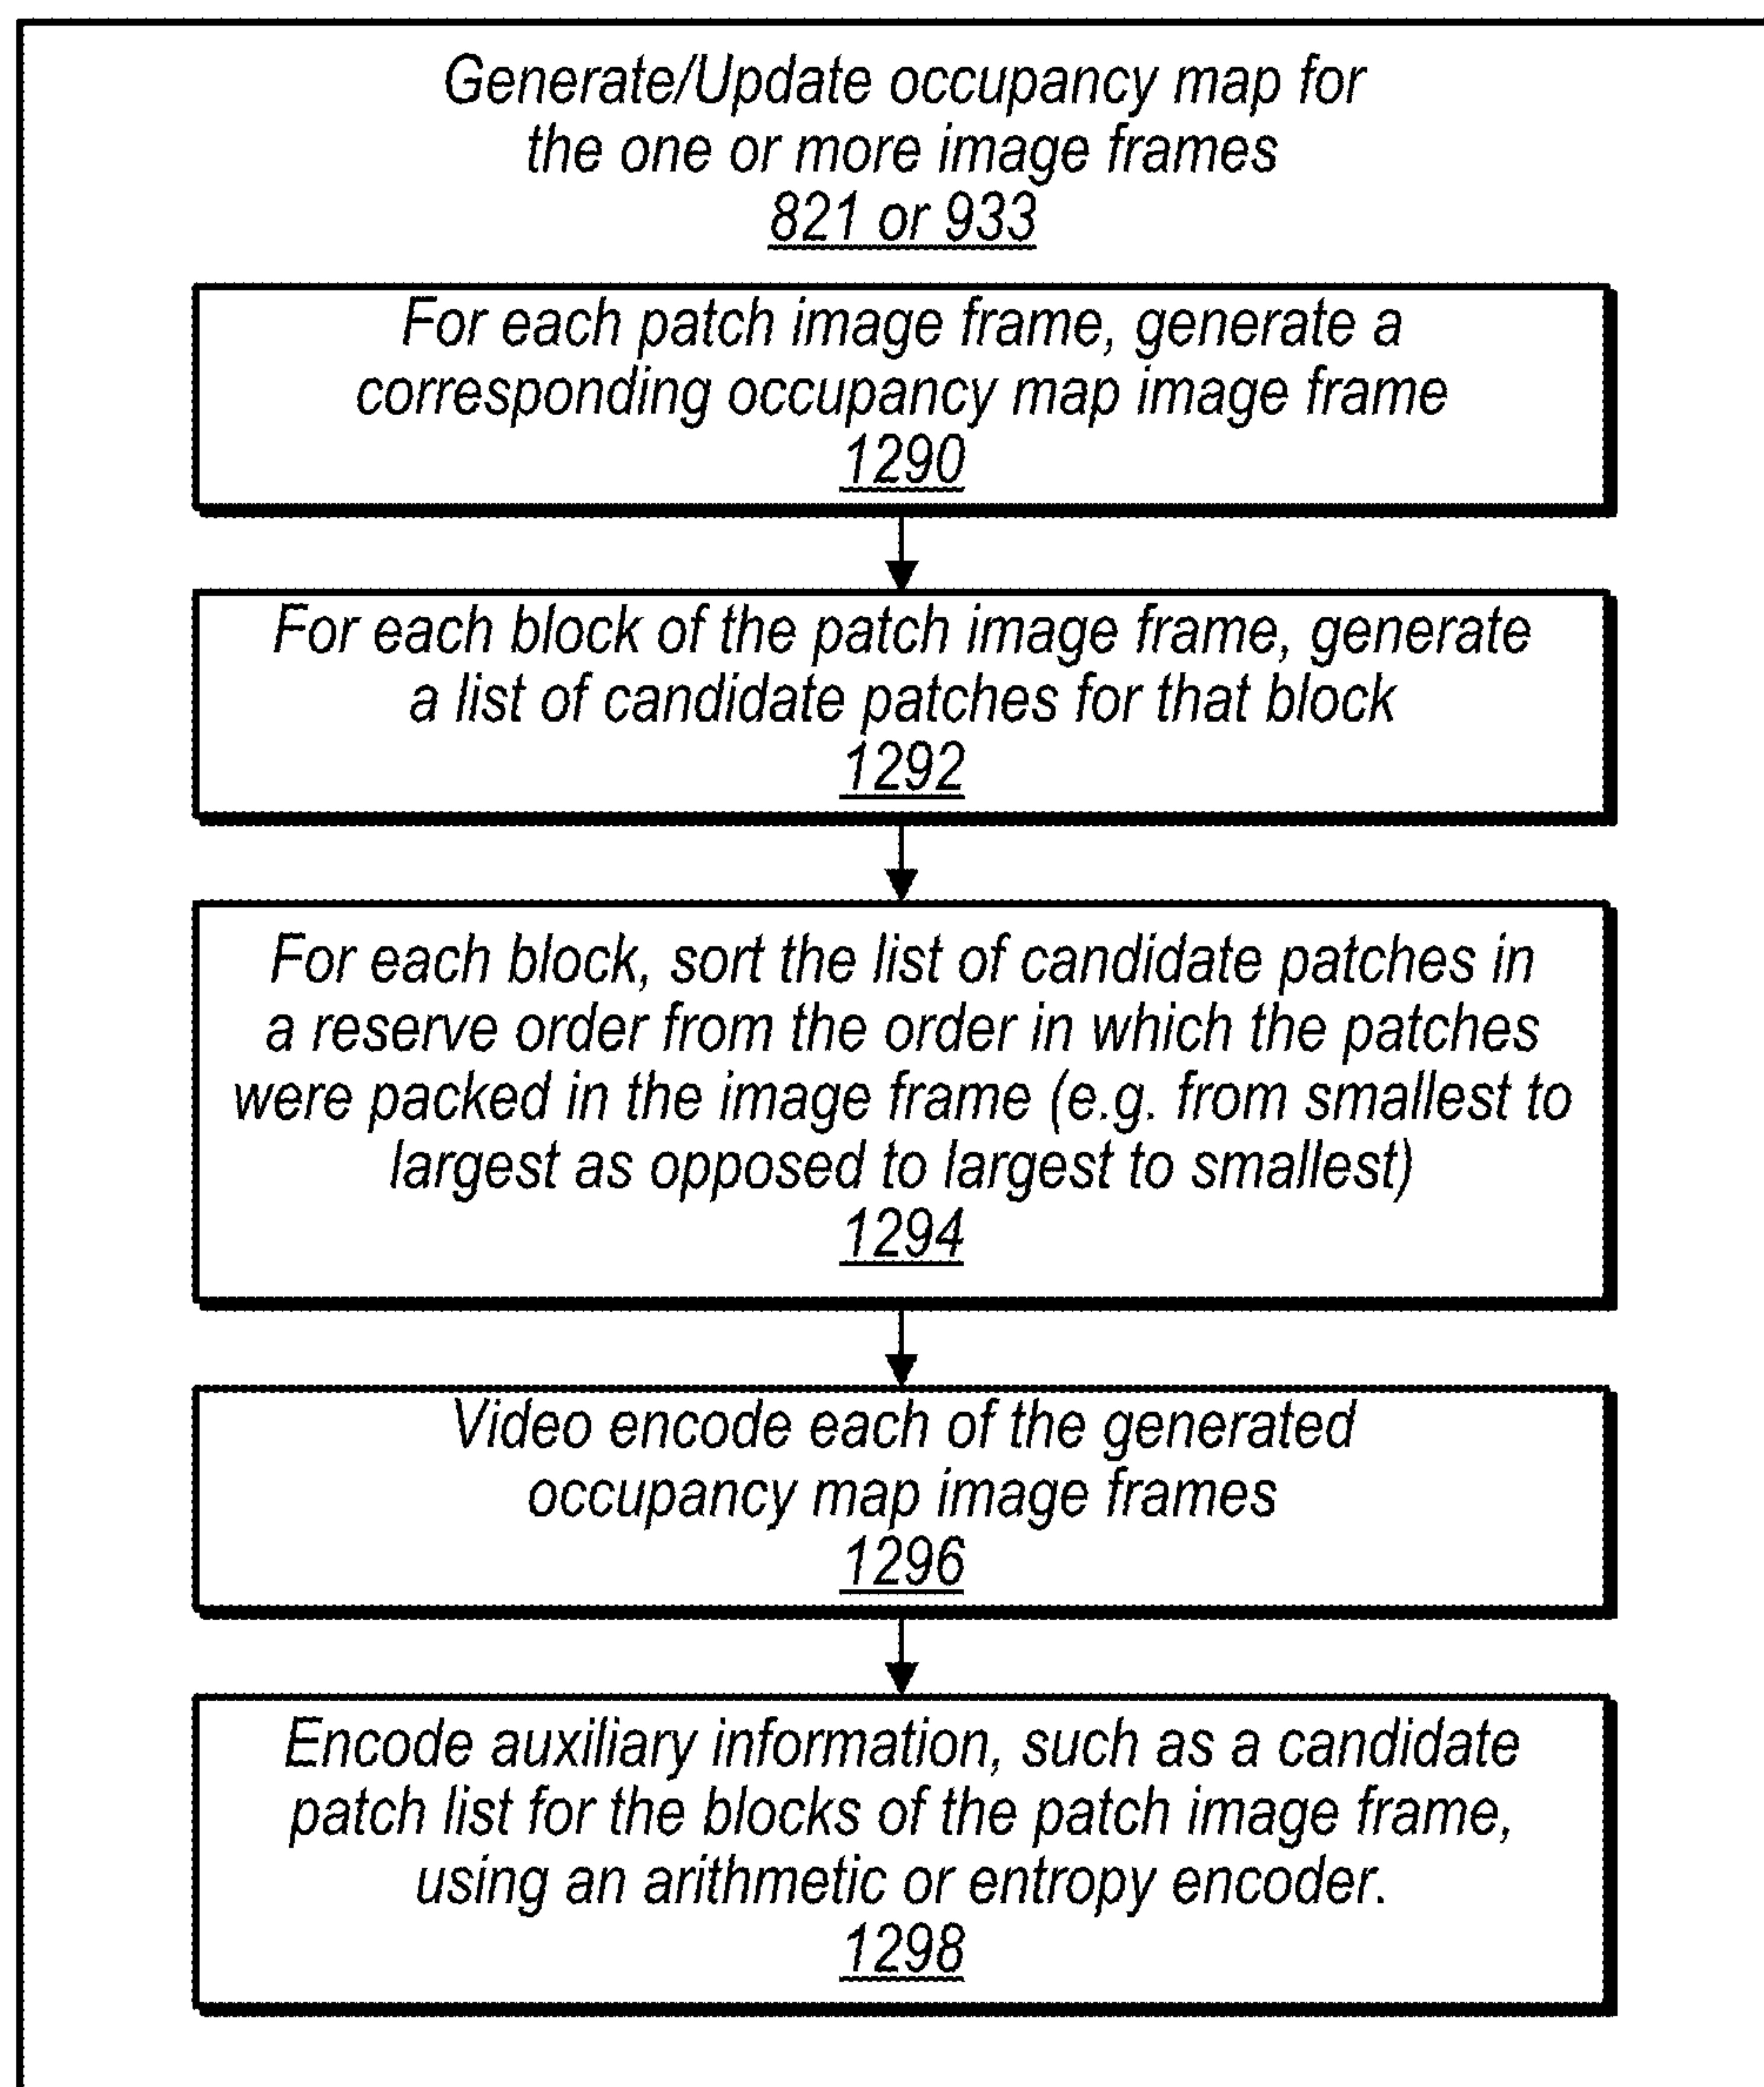 Generate/Update occupancy map for
the one or more image frames
821 or 933
For each patch image frame, generate a
corresponding occupancy map image frame
1290
For each block of the patch image frame, generate
a list of candidate patches for that block
1292
For each block, sort the list of candidate patches in
a reserve order from the order in which the patches
were packed in the image frame (e.g. from smallest to
largest as opposed to largest to smallest)
1294
Video encode each of the generated
occupancy map image frames
1296
Encode auxiliary information, such as a candidate
patch list for the blocks of the patch image frame,
using an arithmetic or entropy encoder.
1298